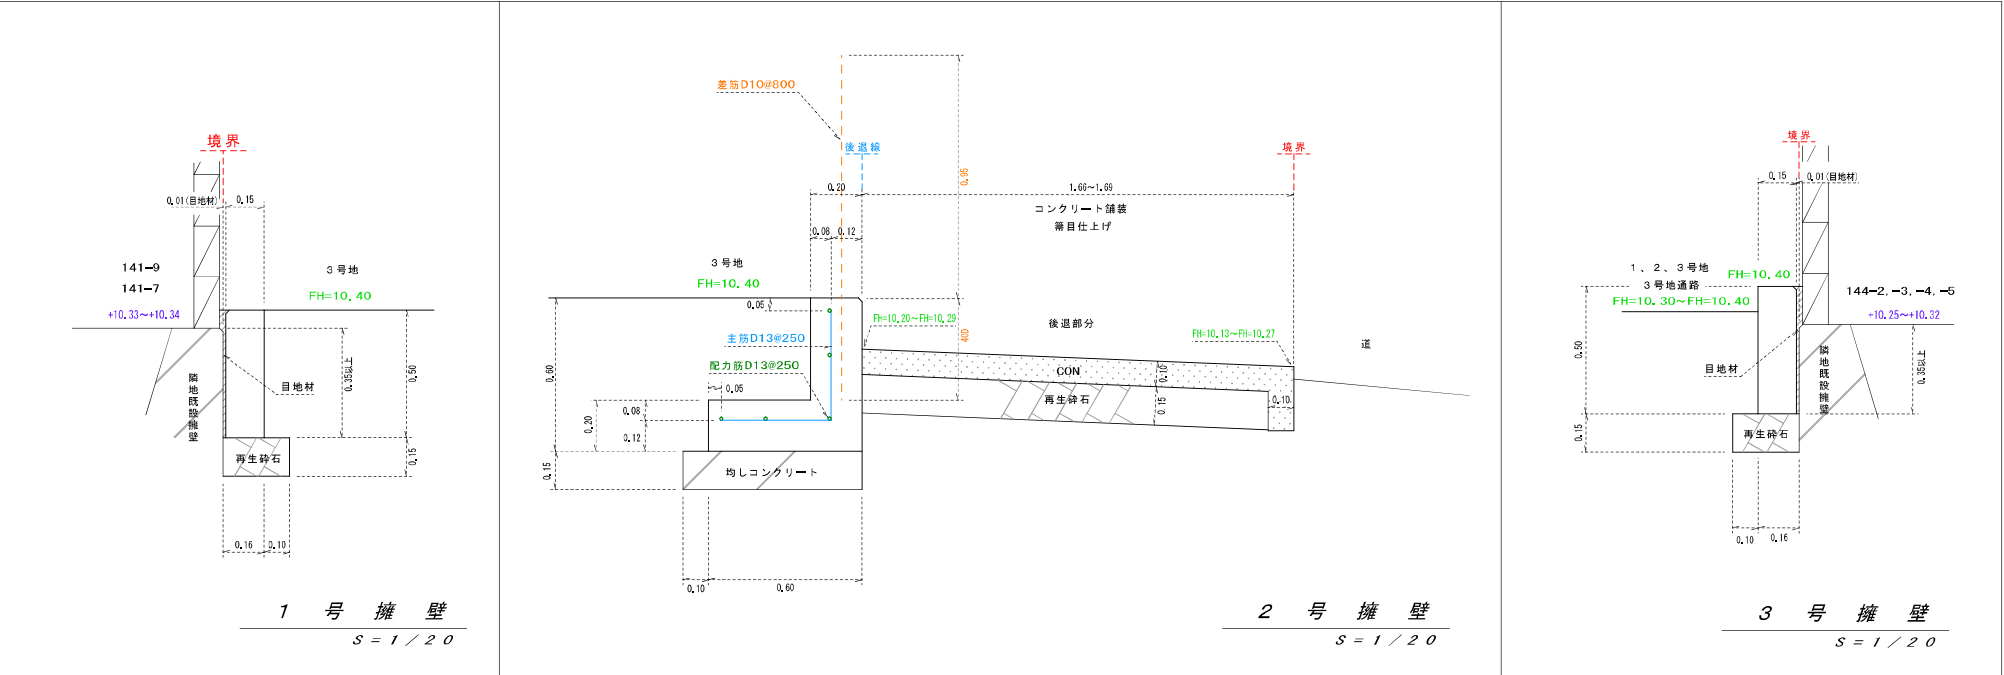 境界
0.01(目地材)
0.15
141-9
141-7
+10.33~+10.34
3号地
FH=10.40
隣地既設擁壁
目地材
0.35以上
0.50
再生砕石
0.15
0.16
0.10
1号擁壁
S=1/20
差筋D10@800
後退線
境界
0.20
0.95
1.66~1.69
コンクリート舗装
箒目仕上げ
0.08
0.12
3号地
FH=10.40
0.05
FH=10.20~FH=10.29
40D
後退部分
FH=10.13~FH=10.27
道
主筋D13@250
配力筋D13@250
0.60
0.05
CON
0.10
再生砕石
0.15
0.10
0.08
0.20
0.12
均しコンクリート
0.15
0.10
0.60
2号擁壁
S=1/20
境界
0.15
0.01(目地材)
1、2、3号地
3号地通路
FH=10.40
FH=10.30~FH=10.40
144-2,-3,-4,-5
+10.25~+10.32
0.50
目地材
隣地既設擁壁
0.35以上
再生砕石
0.15
0.10
0.16
3号擁壁
S=1/20